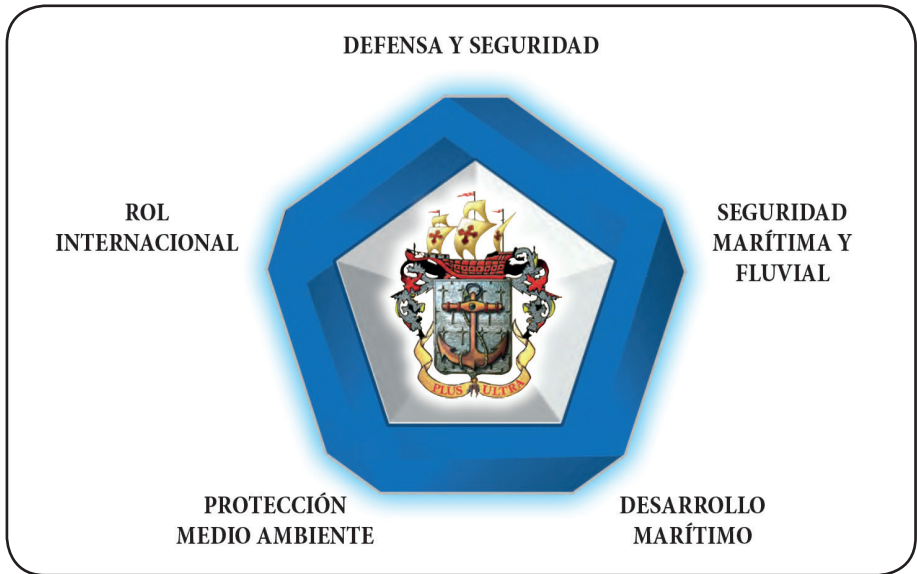 DEFENSA Y SEGURIDAD
ROL
INTERNACIONAL
SEGURIDAD
MARÍTIMA Y
FLUVIAL
PLUS ULTRA
PROTECCIÓN
MEDIO AMBIENTE
DESARROLLO
MARÍTIMO